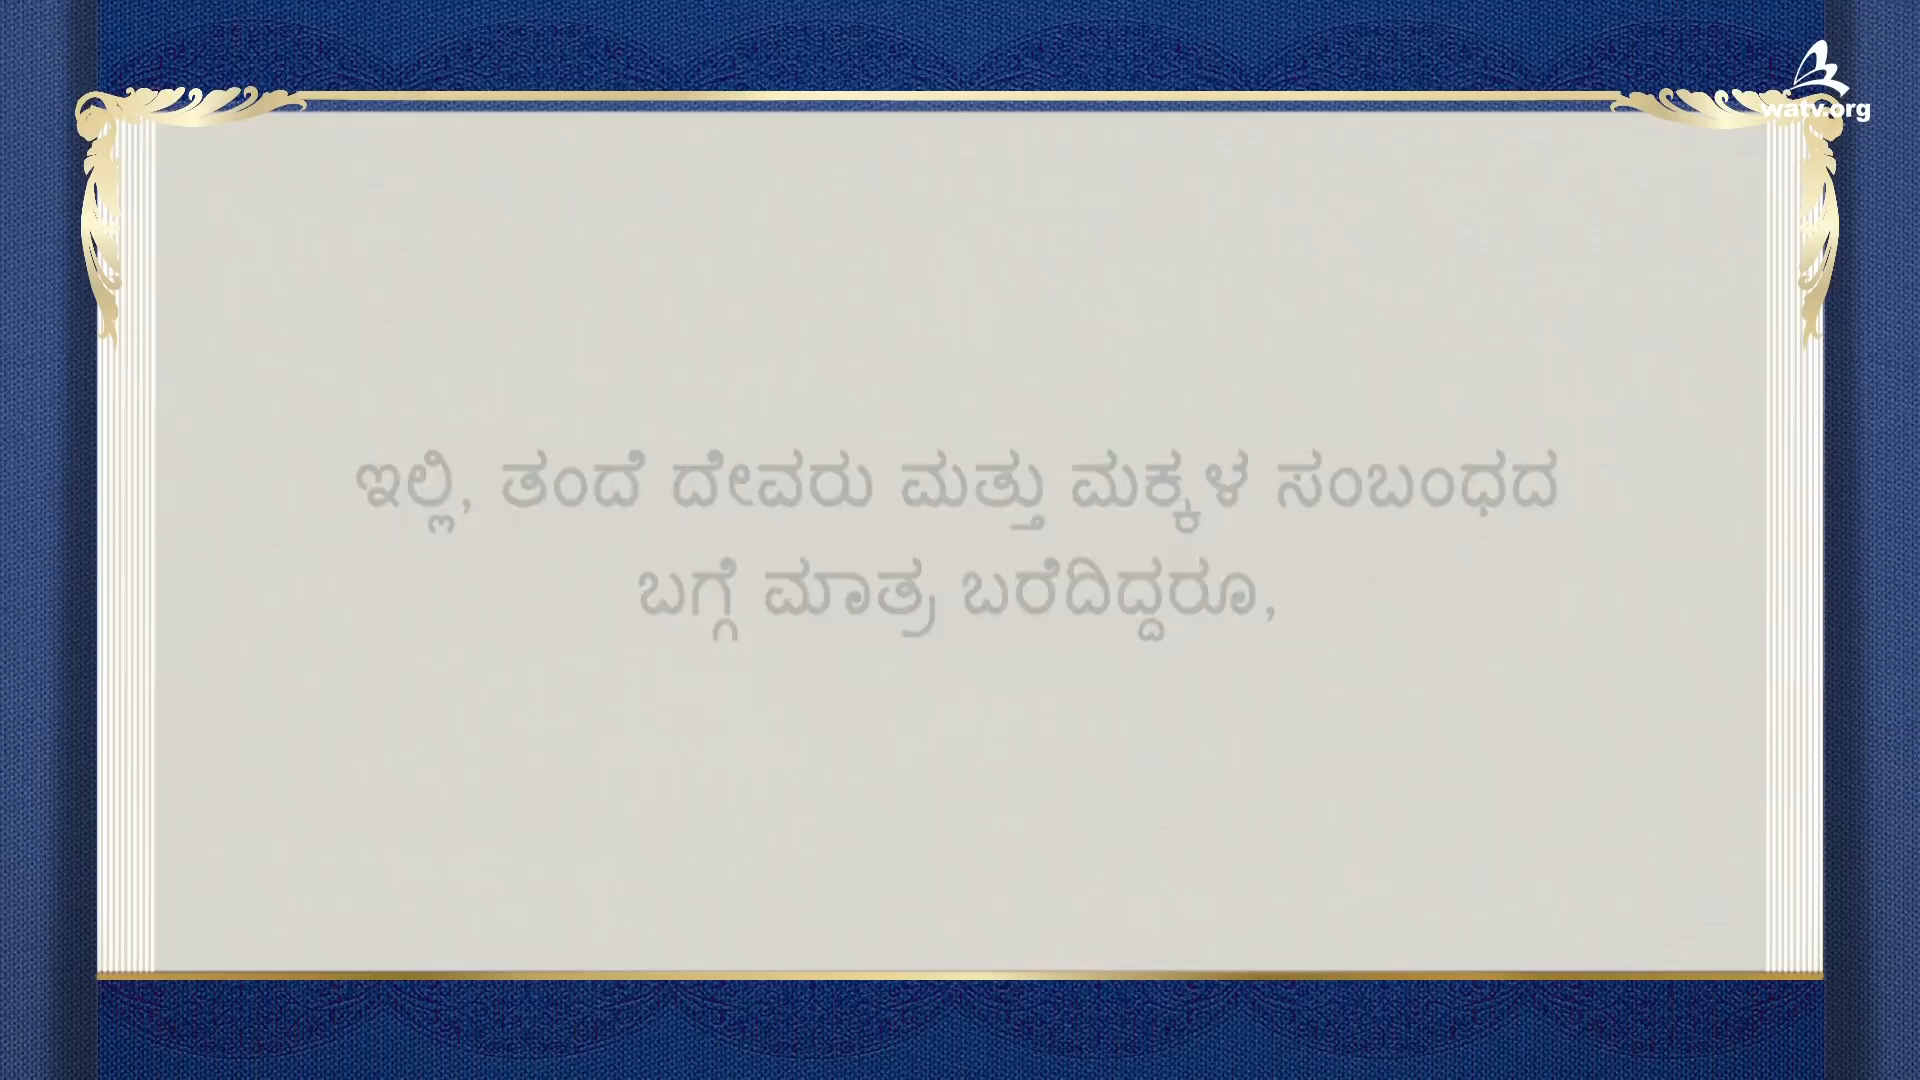 watv.org
ಇಲ್ಲಿ, ತಂದೆ ದೇವರು ಮತ್ತು ಮಕ್ಕಳ ಸಂಬಂಧದ
ಬಗ್ಗೆ ಮಾತ್ರ ಬರೆದಿದ್ದರೂ,